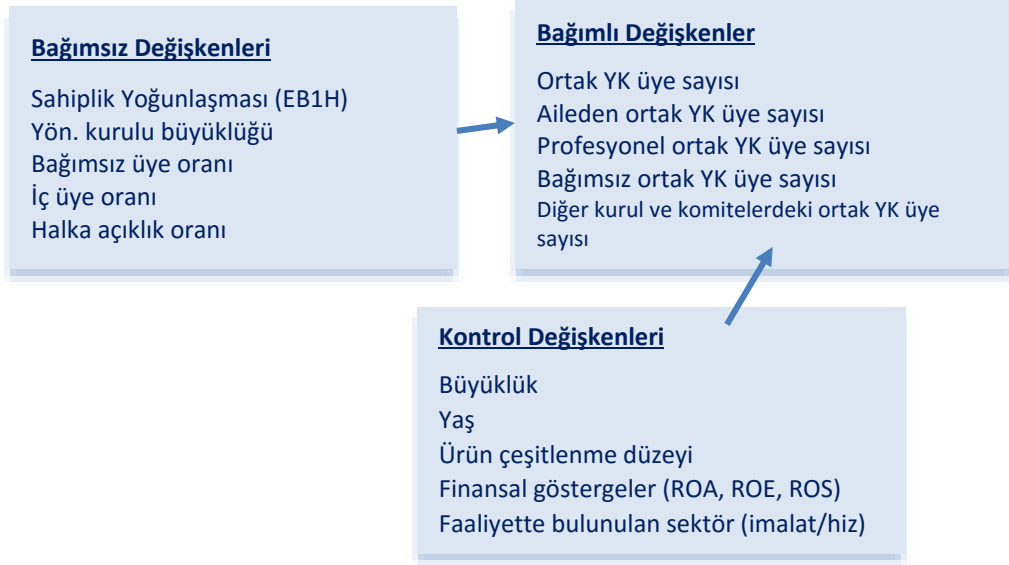 Bağımsız Değişkenleri
Sahiplik Yoğunlaşması (EB1H)
Yön. kurulu büyüklüğü
Bağımsız üye oranı
İç üye oranı
Halka açıklık oranı
Bağımlı Değişkenler
Ortak YK üye sayısı
Aileden ortak YK üye sayısı
Profesyonel ortak YK üye sayısı
Bağımsız ortak YK üye sayısı
Diğer kurul ve komitelerdeki ortak YK üye
sayısı
Kontrol Değişkenleri
Büyüklük
Yaş
Ürün çeşitlenme düzeyi
Finansal göstergeler (ROA, ROE, ROS)
Faaliyette bulunulan sektör (imalat/hiz)